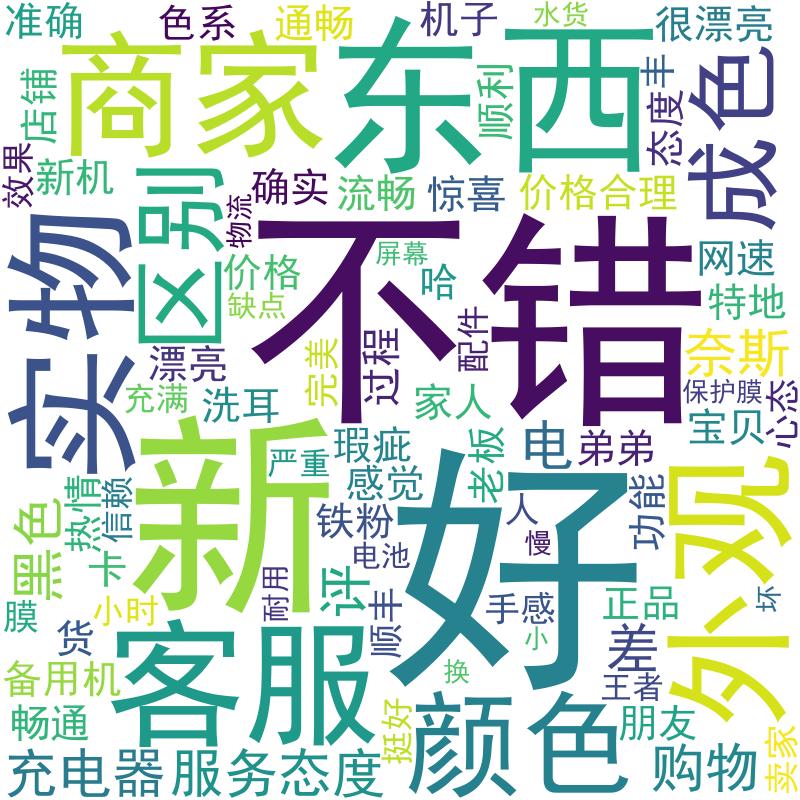 准确
色系
通畅
机子
水货
很漂亮
商家
东西
店铺
顺利
丰
态度
成色
效果
新机
区别
确实
流畅
惊喜
价格合理
物流
实物
不错
屏幕
价格
哈
网速
缺点
特地
漂亮
完美
过程
配件
奈斯
充满
洗耳
家人
保护膜
心态
宝贝
新
严重
瑕疵
老板
电
弟弟
好
感觉
外观
黑色
热情
信赖
铁粉
人
功能
卡
电池
慢
膜
小时
耐用
评
顺丰
手感
正品
坏
货
客服
小
差
备用机
换
王者
颜色
畅通
挺好
朋友
卖家
充电器
服务态度
购物